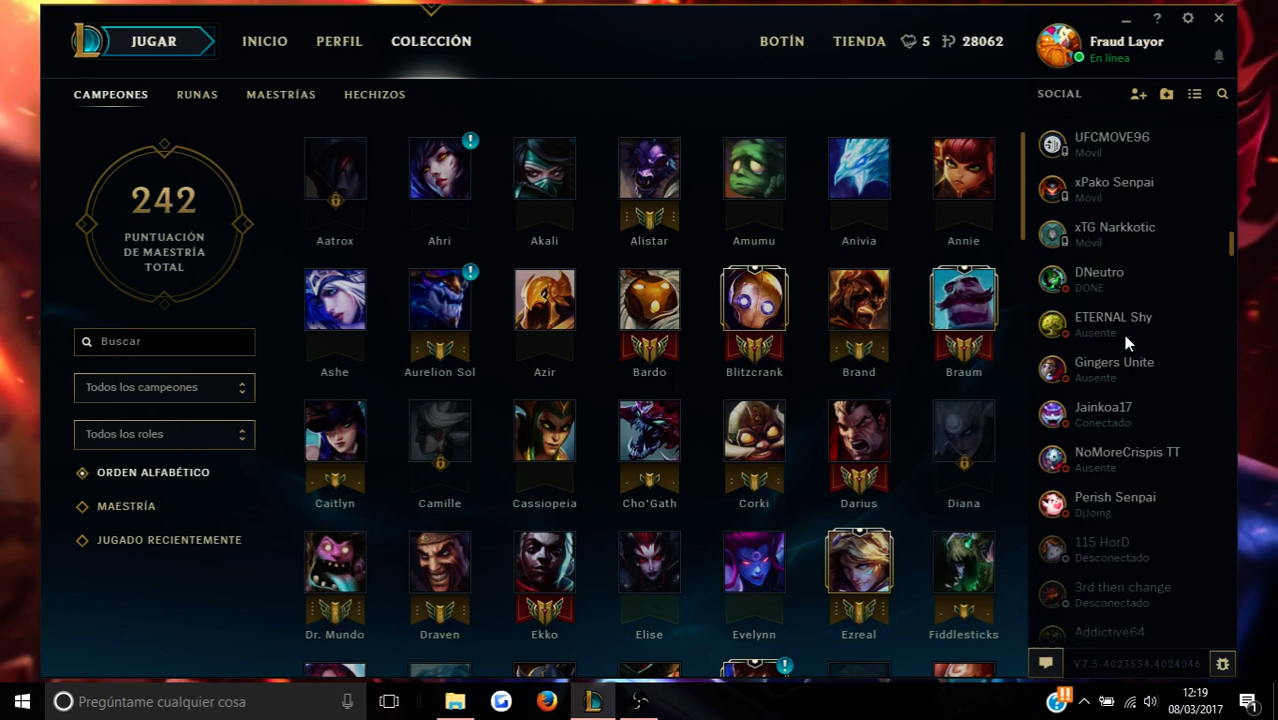 JUGAR
INICIO
PERFIL
COLECCIÓN
BOTÍN
TIENDA
5
28062
?
Fraud Layor
En línea
CAMPEONES
RUNAS
MAESTRÍAS
HECHIZOS
SOCIAL
242
PUNTUACIÓN
DE MAESTRÍA
TOTAL
Buscar
Todos los campeones
Todos los roles
ORDEN ALFABÉTICO
MAESTRÍA
JUGADO RECIENTEMENTE
!
Aatrox
Ahri
Akali
Alistar
Amumu
Anivia
Annie
!
Ashe
Aurelion Sol
Azir
Bardo
Blitzcrank
Brand
Braum
Caitlyn
Camille
Cassiopeia
Cho'Gath
Corki
Darius
Diana
Dr. Mundo
Draven
Ekko
Elise
Evelynn
Ezreal
Fiddlesticks
!
UFCMOVE96
Móvil
xPako Senpai
Móvil
xTG Narkkotic
Móvil
DNeutro
DONE
ETERNAL Shy
Ausente
Gingers Unite
Ausente
Jainkoa17
Conectado
NoMoreCrispis TT
Ausente
Perish Senpai
DjJoing
115 HorD
Desconectado
3rd then change
Desconectado
Addictive64
V7.5-4023534.4024046
Pregúntame cualquier cosa
12:19
08/03/2017
1